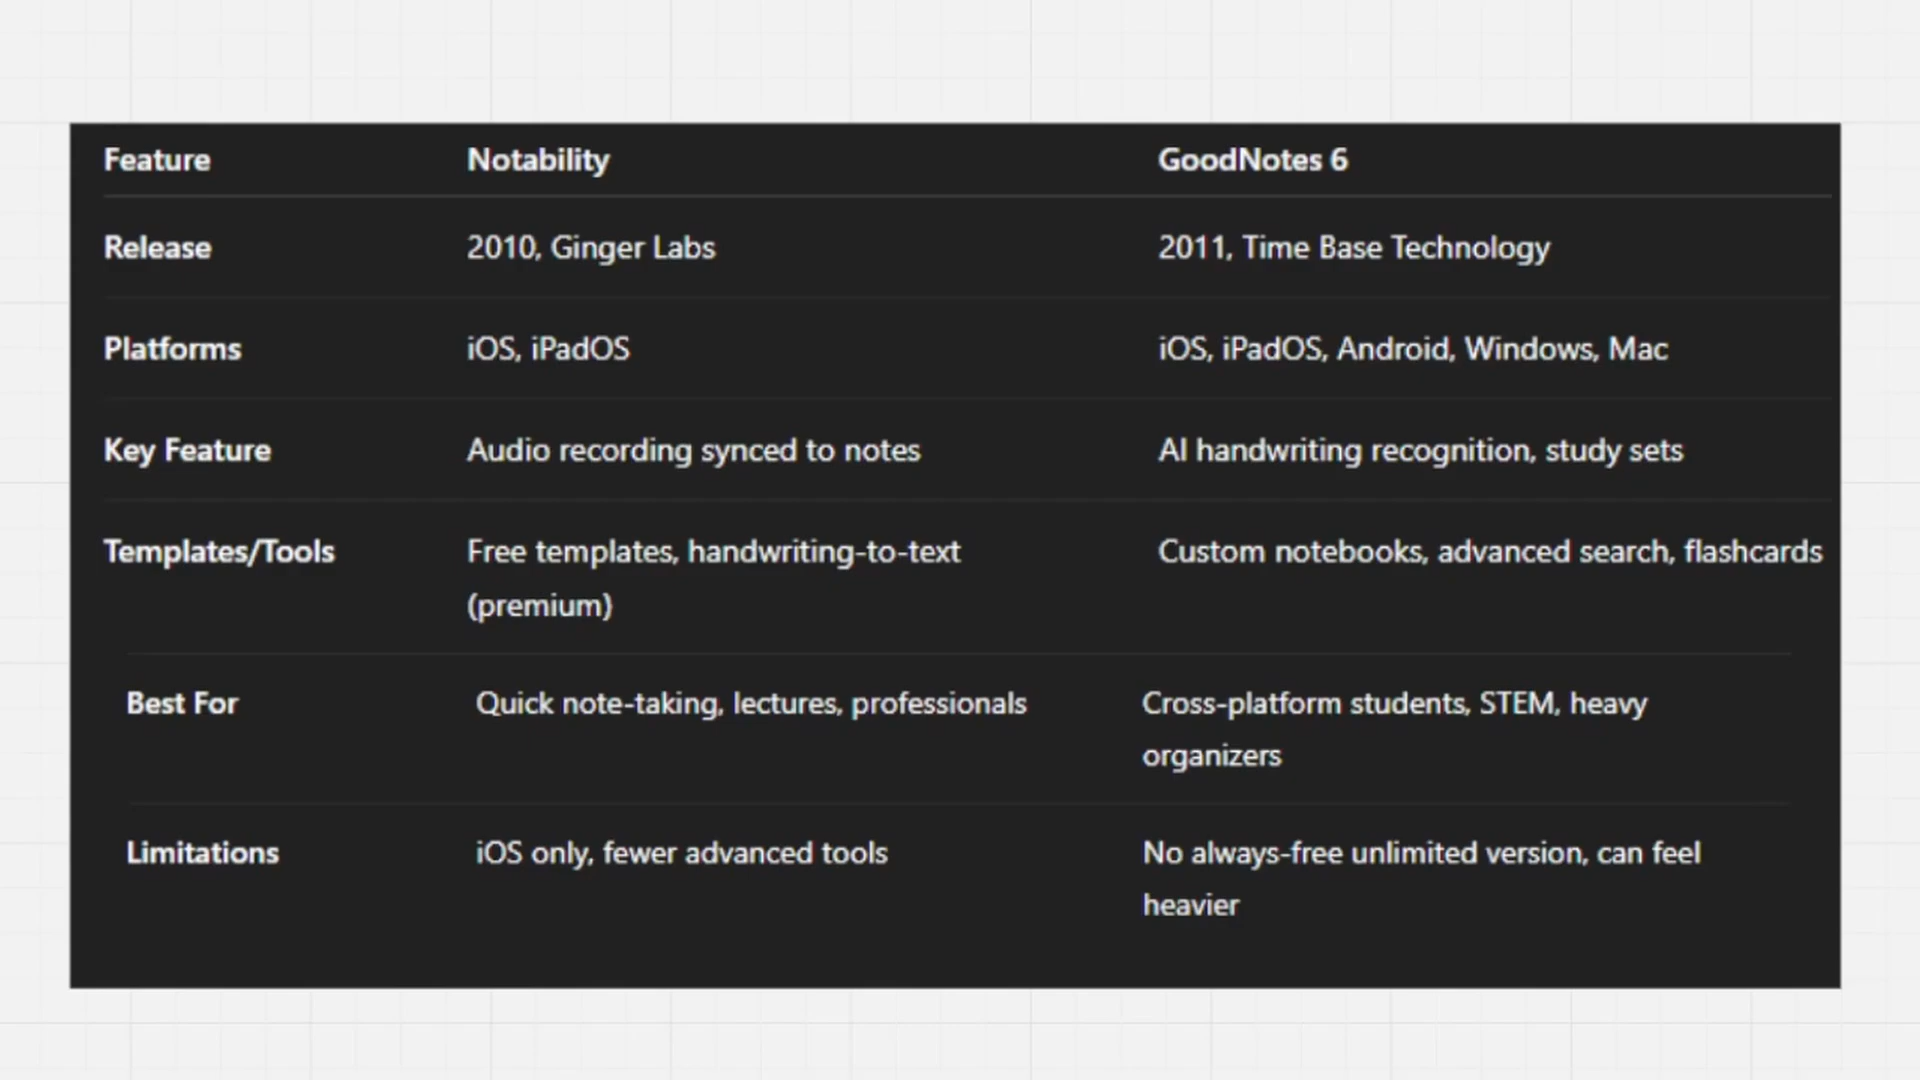 Feature Notability GoodNotes 6
Release 2010, Ginger Labs 2011, Time Base Technology
Platforms iOS, iPadOS iOS, iPadOS, Android, Windows, Mac
Key Feature Audio recording synced to notes AI handwriting recognition, study sets
Templates/Tools Free templates, handwriting-to-text Custom notebooks, advanced search, flashcards
(premium)
Best For Quick note-taking, lectures, professionals Cross-platform students, STEM, heavy
organizers
Limitations iOS only, fewer advanced tools No always-free unlimited version, can feel
heavier